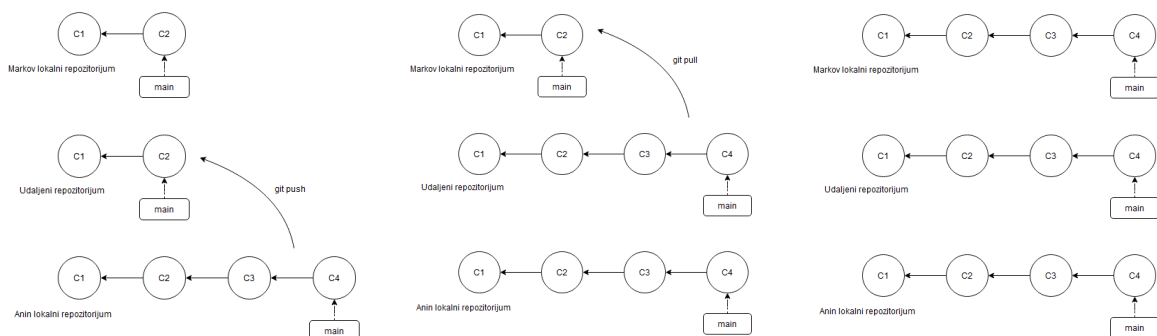 C1
C2
Markov lokalni repozitorijum
main
C1
C2
Udaljeni repozitorijum
git push
main
C1
C2
C3
C4
Anin lokalni repozitorijum
main
C1
C2
Markov lokalni repozitorijum
git pull
main
C1
C2
C3
C4
Udaljeni repozitorijum
main
C1
C2
C3
C4
Anin lokalni repozitorijum
main
C1
C2
C3
C4
Markov lokalni repozitorijum
main
C1
C2
C3
C4
Udaljeni repozitorijum
main
C1
C2
C3
C4
Anin lokalni repozitorijum
main